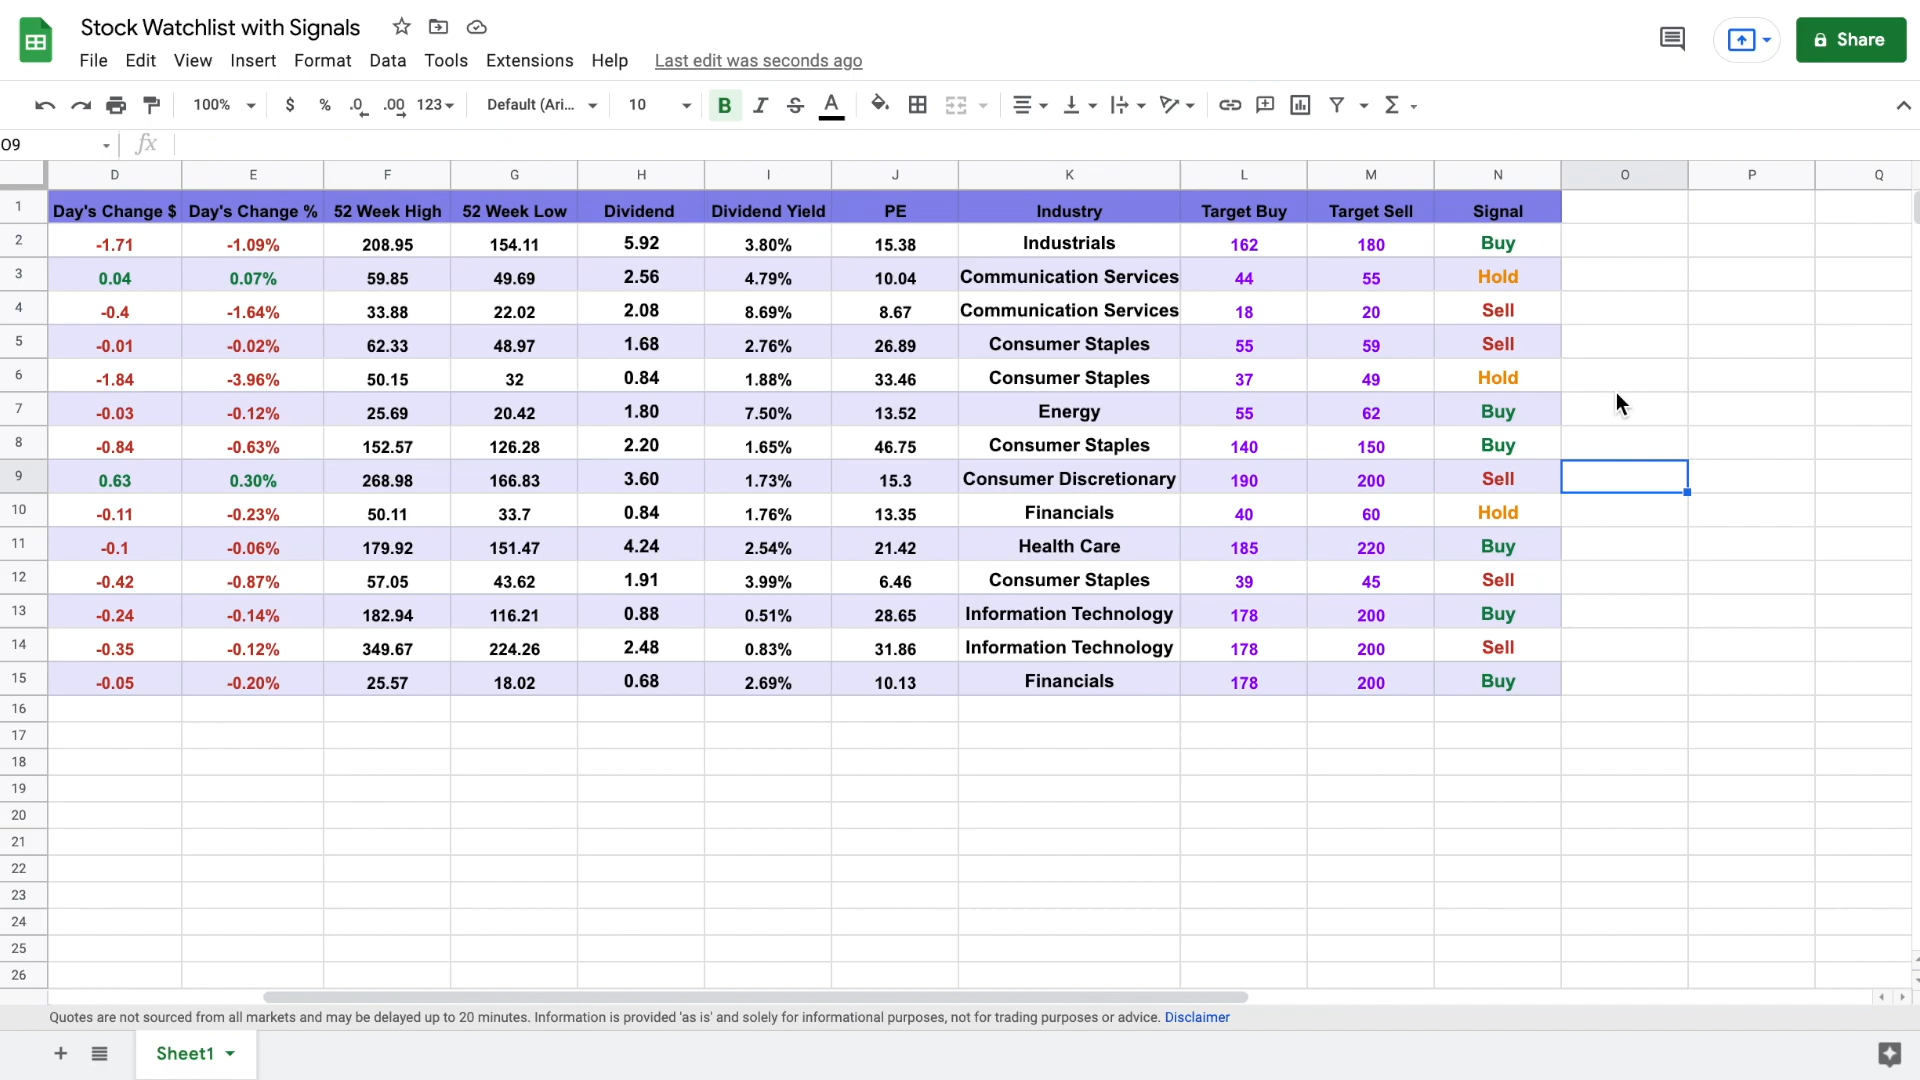 Stock Watchlist with Signals
File Edit View Insert Format Data Tools Extensions Help Last edit was seconds ago
Share
100% $ % .0 .00 123 Default (Ari... 10 B I S A Σ
O9 fx
D E F G H I J K L M N O P Q
1 Day's Change $ Day's Change % 52 Week High 52 Week Low Dividend Dividend Yield PE Industry Target Buy Target Sell Signal
2 -1.71 -1.09% 208.95 154.11 5.92 3.80% 15.38 Industrials 162 180 Buy
3 0.04 0.07% 59.85 49.69 2.56 4.79% 10.04 Communication Services 44 55 Hold
4 -0.4 -1.64% 33.88 22.02 2.08 8.69% 8.67 Communication Services 18 20 Sell
5 -0.01 -0.02% 62.33 48.97 1.68 2.76% 26.89 Consumer Staples 55 59 Sell
6 -1.84 -3.96% 50.15 32 0.84 1.88% 33.46 Consumer Staples 37 49 Hold
7 -0.03 -0.12% 25.69 20.42 1.80 7.50% 13.52 Energy 55 62 Buy
8 -0.84 -0.63% 152.57 126.28 2.20 1.65% 46.75 Consumer Staples 140 150 Buy
9 0.63 0.30% 268.98 166.83 3.60 1.73% 15.3 Consumer Discretionary 190 200 Sell
10 -0.11 -0.23% 50.11 33.7 0.84 1.76% 13.35 Financials 40 60 Hold
11 -0.1 -0.06% 179.92 151.47 4.24 2.54% 21.42 Health Care 185 220 Buy
12 -0.42 -0.87% 57.05 43.62 1.91 3.99% 6.46 Consumer Staples 39 45 Sell
13 -0.24 -0.14% 182.94 116.21 0.88 0.51% 28.65 Information Technology 178 200 Buy
14 -0.35 -0.12% 349.67 224.26 2.48 0.83% 31.86 Information Technology 178 200 Sell
15 -0.05 -0.20% 25.57 18.02 0.68 2.69% 10.13 Financials 178 200 Buy
16
17
18
19
20
21
22
23
24
25
26
Quotes are not sourced from all markets and may be delayed up to 20 minutes. Information is provided 'as is' and solely for informational purposes, not for trading purposes or advice. Disclaimer
Sheet1